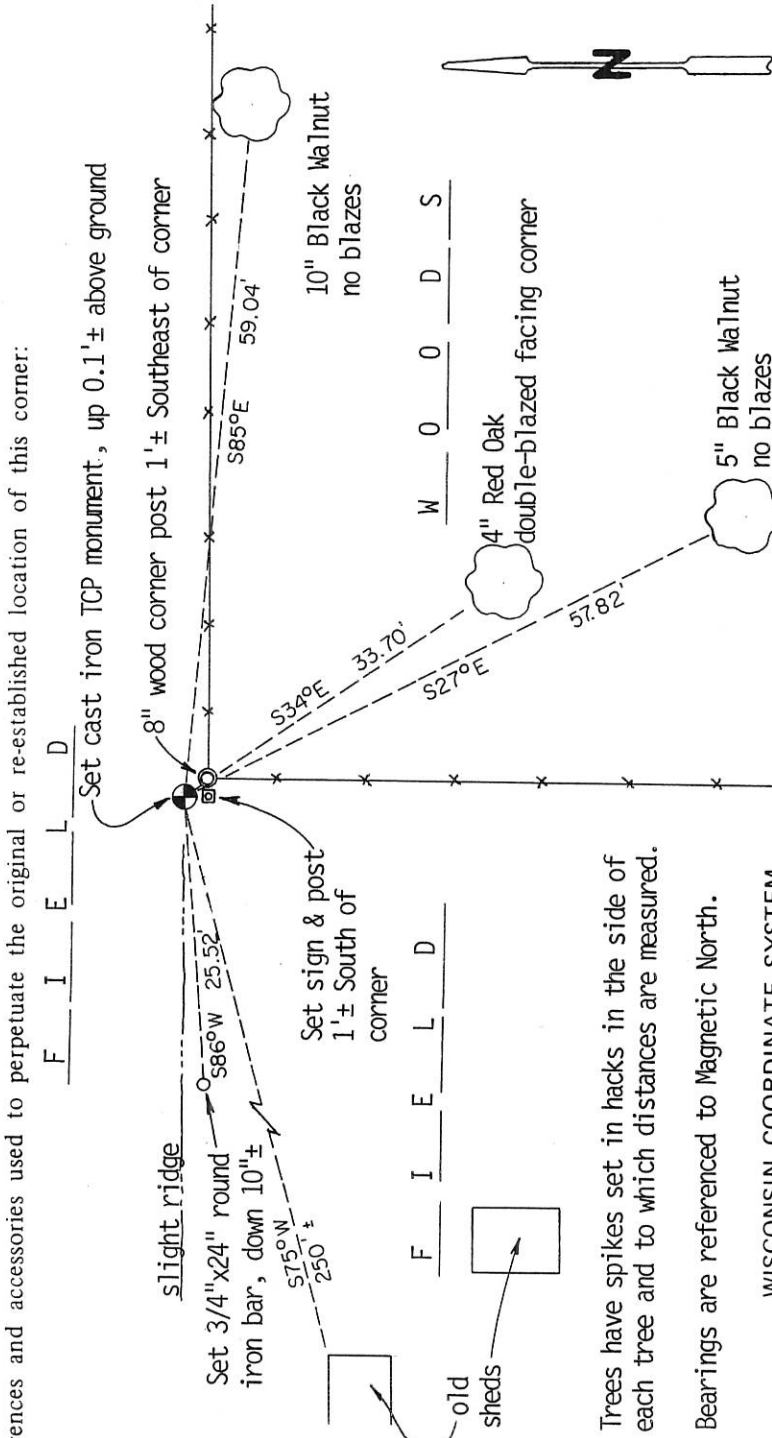 rences and accessories used to perpetuate the original or re-established location of this corner:
F I E L D
Set cast iron TCP monument, up 0.1'± above ground
8" wood corner post 1'± Southeast of corner
slight ridge
S86°W 25.52'
Set 3/4"x24" round
iron bar, down 10"±
S75°W
250'±
Set sign & post
1'± South of
corner
S85°E 59.04'
10" Black Walnut
no blazes
N
S34°E 33.70'
4" Red Oak
double-blazed facing corner
W O O D S
S27°E 57.82'
5" Black Walnut
no blazes
F I E L D
old
sheds
Trees have spikes set in hacks in the side of
each tree and to which distances are measured.
Bearings are referenced to Magnetic North.
WISCONSIN COORDINATE SYSTEM